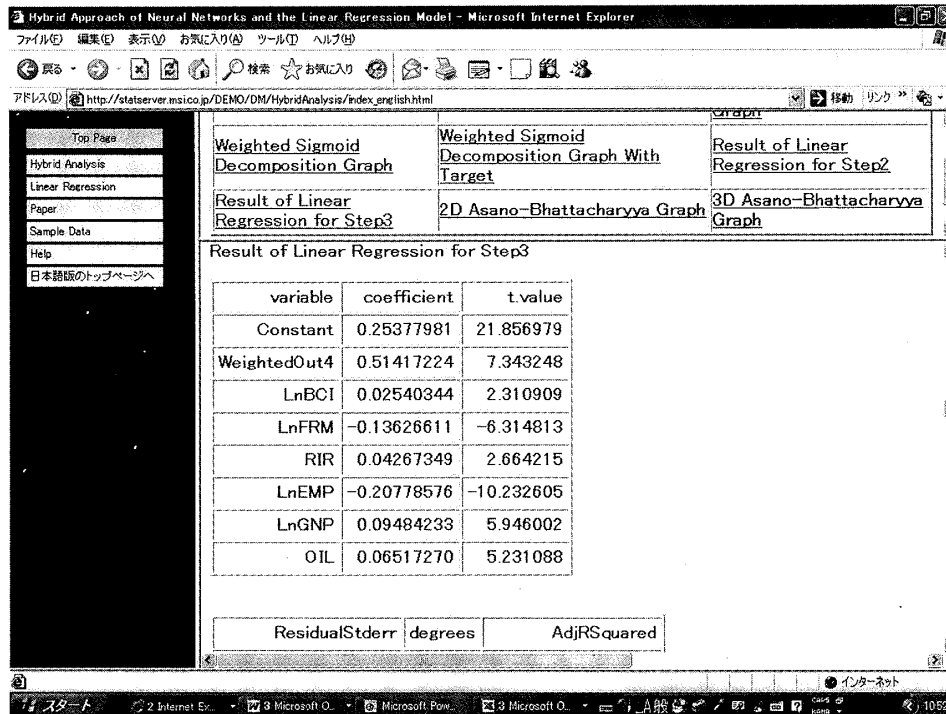 Hybrid Approach of Neural Networks and the Linear Regression Model - Microsoft Internet Explorer
ファイル(F) 編集(E) 表示(V) お気に入り(A) ツール(T) ヘルプ(H)
戻る 検索 お気に入り
アドレス(D) http://statserver.msi.co.jp/DEMO/DM/HybridAnalysis/index_english.html 移動 リンク »
Top Page
Hybrid Analysis
Linear Regression
Paper
Sample Data
Help
日本語版のトップページへ
Graph
Weighted Sigmoid Decomposition Graph
Weighted Sigmoid Decomposition Graph With Target
Result of Linear Regression for Step2
Result of Linear Regression for Step3
2D Asano-Bhattacharyya Graph
3D Asano-Bhattacharyya Graph
Result of Linear Regression for Step3
variable coefficient t.value
Constant 0.25377981 21.856979
WeightedOut4 0.51417224 7.343248
LnBCI 0.02540344 2.310909
LnFRM -0.13626611 -6.314813
RIR 0.04267349 2.664215
LnEMP -0.20778576 -10.232605
LnGNP 0.09484233 5.946002
OIL 0.06517270 5.231088
ResidualStderr degrees AdjRSquared
インターネット
スタート 2 Internet Ex... 3 Microsoft O... Microsoft Pow... 3 Microsoft O... A般